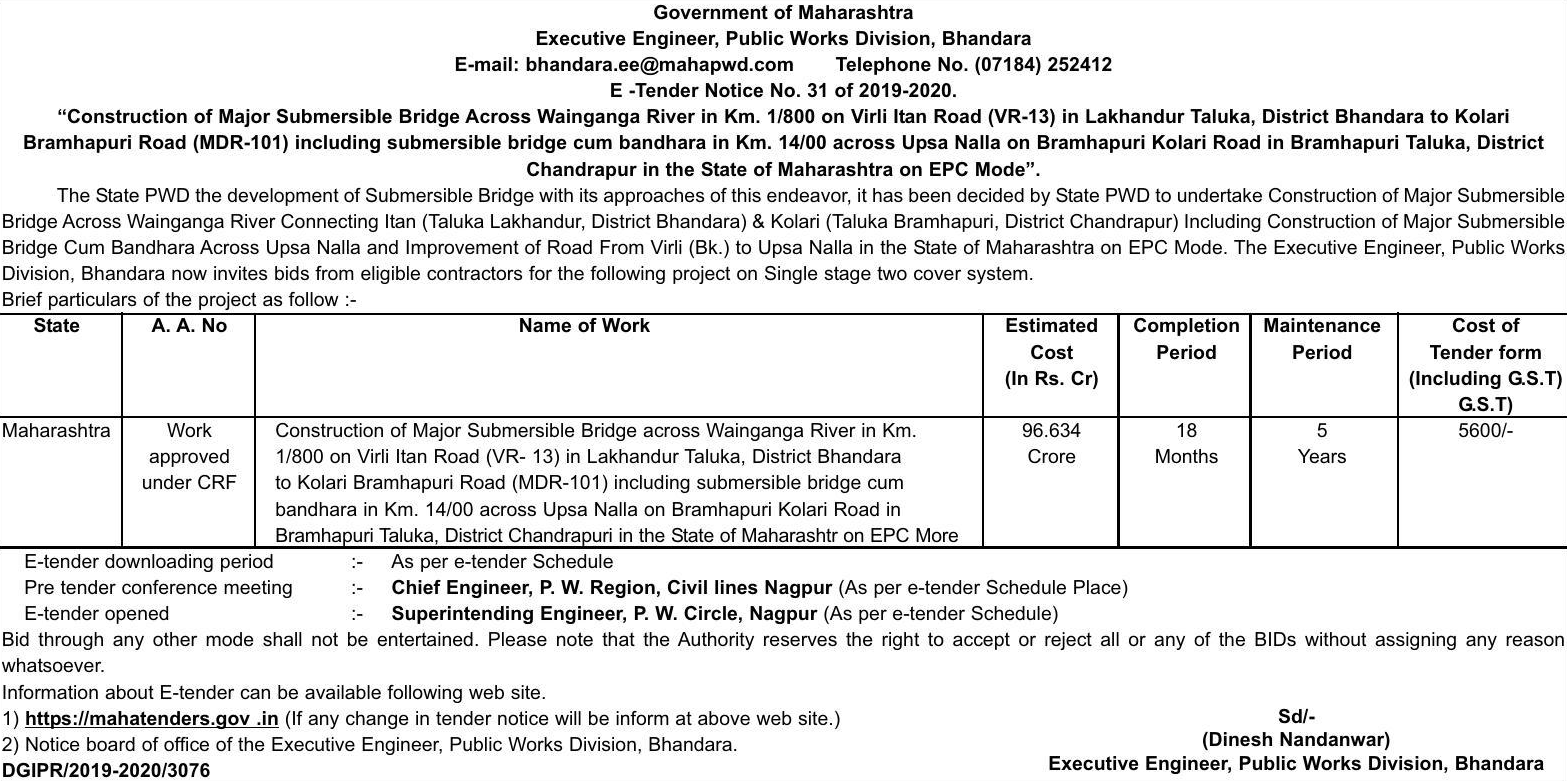 Government of Maharashtra
Executive Engineer, Public Works Division, Bhandara
E-mail: bhandara.ee@mahapwd.com Telephone No. (07184) 252412
E -Tender Notice No. 31 of 2019-2020.
“Construction of Major Submersible Bridge Across Wainganga River in Km. 1/800 on Virli Itan Road (VR-13) in Lakhandur Taluka, District Bhandara to Kolari
Bramhapuri Road (MDR-101) including submersible bridge cum bandhara in Km. 14/00 across Upsa Nalla on Bramhapuri Kolari Road in Bramhapuri Taluka, District
Chandrapur in the State of Maharashtra on EPC Mode”.
The State PWD the development of Submersible Bridge with its approaches of this endeavor, it has been decided by State PWD to undertake Construction of Major Submersible
Bridge Across Wainganga River Connecting Itan (Taluka Lakhandur, District Bhandara) & Kolari (Taluka Bramhapuri, District Chandrapur) Including Construction of Major Submersible
Bridge Cum Bandhara Across Upsa Nalla and Improvement of Road From Virli (Bk.) to Upsa Nalla in the State of Maharashtra on EPC Mode. The Executive Engineer, Public Works
Division, Bhandara now invites bids from eligible contractors for the following project on Single stage two cover system.
Brief particulars of the project as follow :-
State A. A. No Name of Work Estimated Completion Maintenance Cost of
Cost Period Period Tender form
(In Rs. Cr) (Including G.S.T)
G.S.T)
Maharashtra Work Construction of Major Submersible Bridge across Wainganga River in Km. 96.634 18 5 5600/-
approved 1/800 on Virli Itan Road (VR- 13) in Lakhandur Taluka, District Bhandara Crore Months Years
under CRF to Kolari Bramhapuri Road (MDR-101) including submersible bridge cum
bandhara in Km. 14/00 across Upsa Nalla on Bramhapuri Kolari Road in
Bramhapuri Taluka, District Chandrapuri in the State of Maharashtr on EPC More
E-tender downloading period :- As per e-tender Schedule
Pre tender conference meeting :- Chief Engineer, P. W. Region, Civil lines Nagpur (As per e-tender Schedule Place)
E-tender opened :- Superintending Engineer, P. W. Circle, Nagpur (As per e-tender Schedule)
Bid through any other mode shall not be entertained. Please note that the Authority reserves the right to accept or reject all or any of the BIDs without assigning any reason
whatsoever.
Information about E-tender can be available following web site.
1) https://mahatenders.gov .in (If any change in tender notice will be inform at above web site.)
2) Notice board of office of the Executive Engineer, Public Works Division, Bhandara.
DGIPR/2019-2020/3076
Sd/-
(Dinesh Nandanwar)
Executive Engineer, Public Works Division, Bhandara